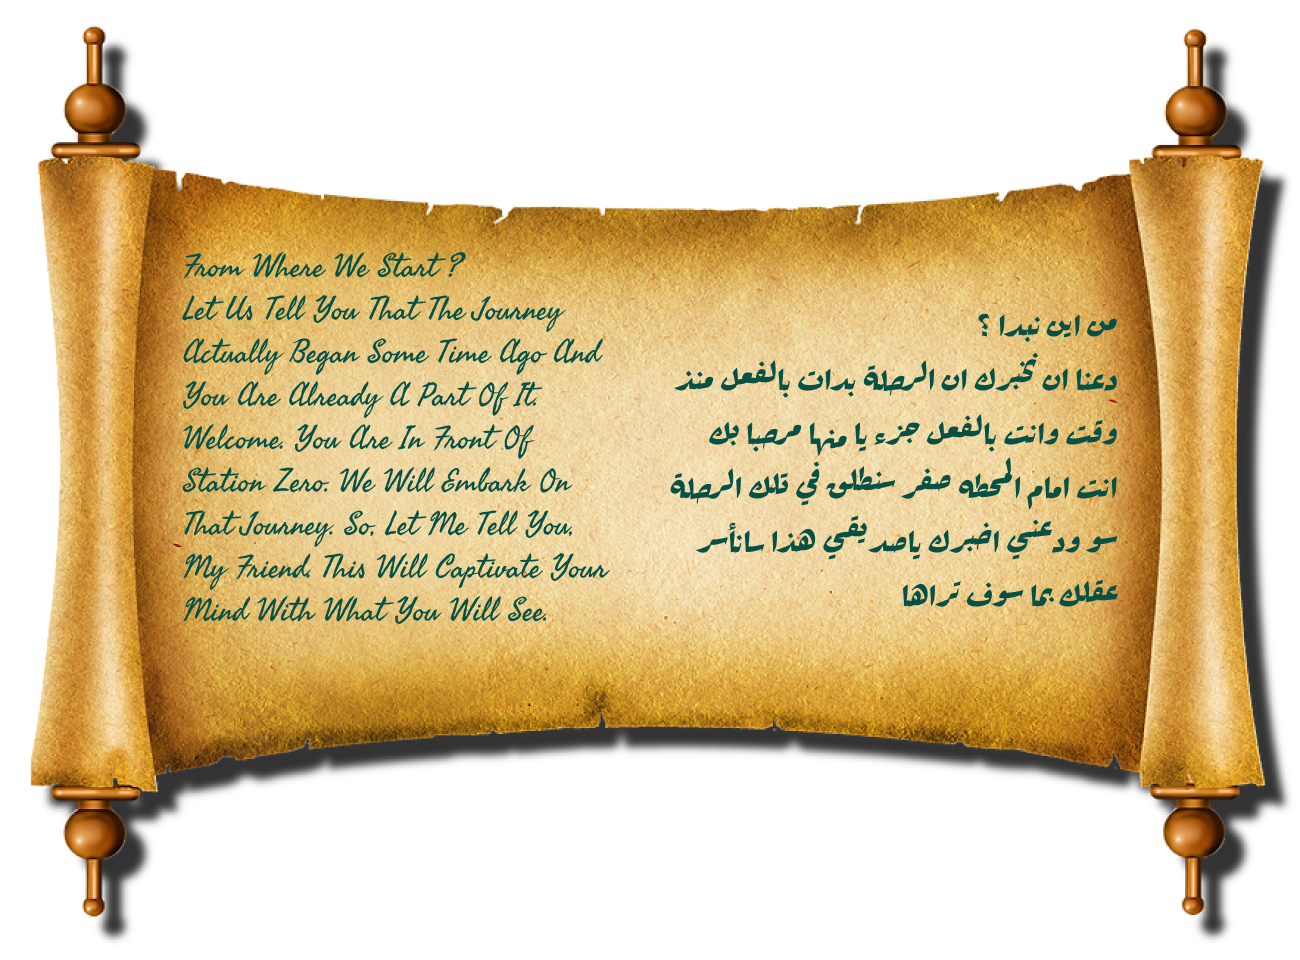 From Where We Start ?
Let Us Tell You That The Journey
Actually Began Some Time Ago And
You Are Already A Part Of It.
Welcome. You Are In Front Of
Station Zero. We Will Embark On
That Journey. So, Let Me Tell You,
My Friend, This Will Captivate Your
Mind With What You Will See.
من اين نبدا ؟
دعنا ان نخبرك ان الرحلة بدات بالفعل منذ
وقت وانت بالفعل جزء يا منها مرحبا بك
انت امام المحطه صفر سنطلق في تلك الرحلة
سو ودعني اخبرك ياصديقي هذا سانأسر
عقلك بما سوف تراها